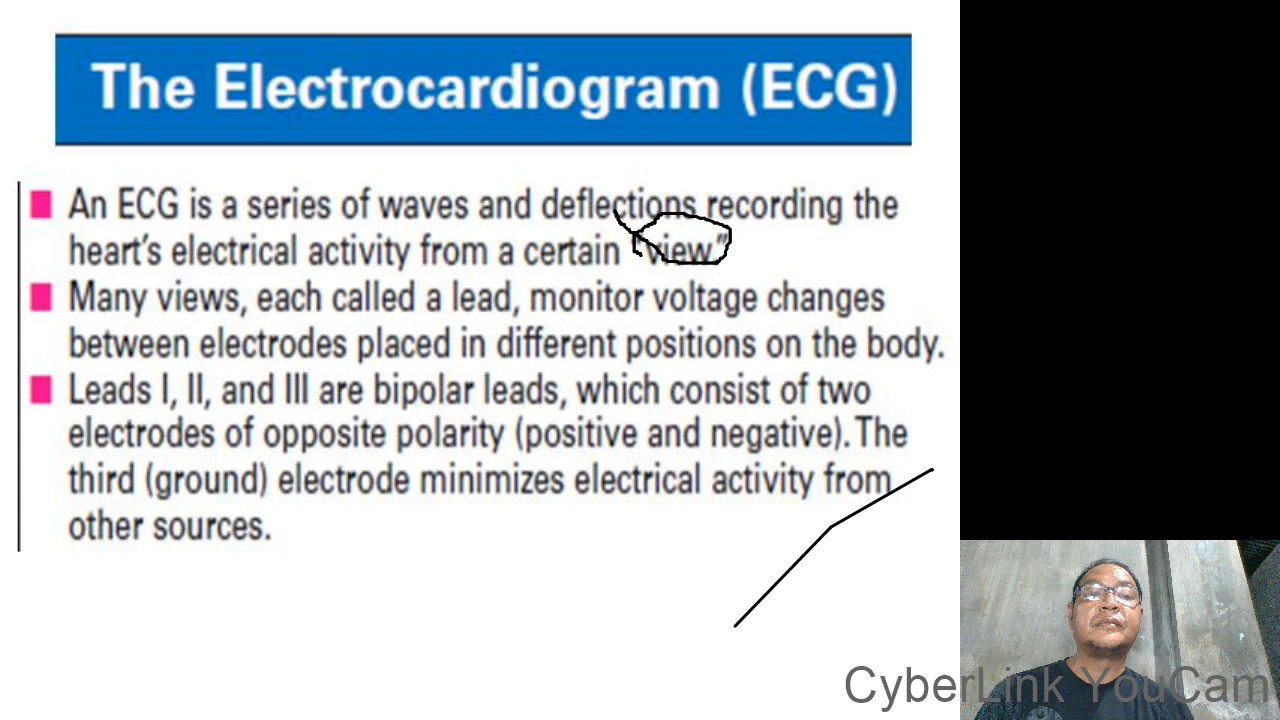 The Electrocardiogram (ECG)
An ECG is a series of waves and deflections recording the
heart's electrical activity from a certain "view."
Many views, each called a lead, monitor voltage changes
between electrodes placed in different positions on the body.
Leads I, II, and III are bipolar leads, which consist of two
electrodes of opposite polarity (positive and negative). The
third (ground) electrode minimizes electrical activity from
other sources.
CyberLink YouCam